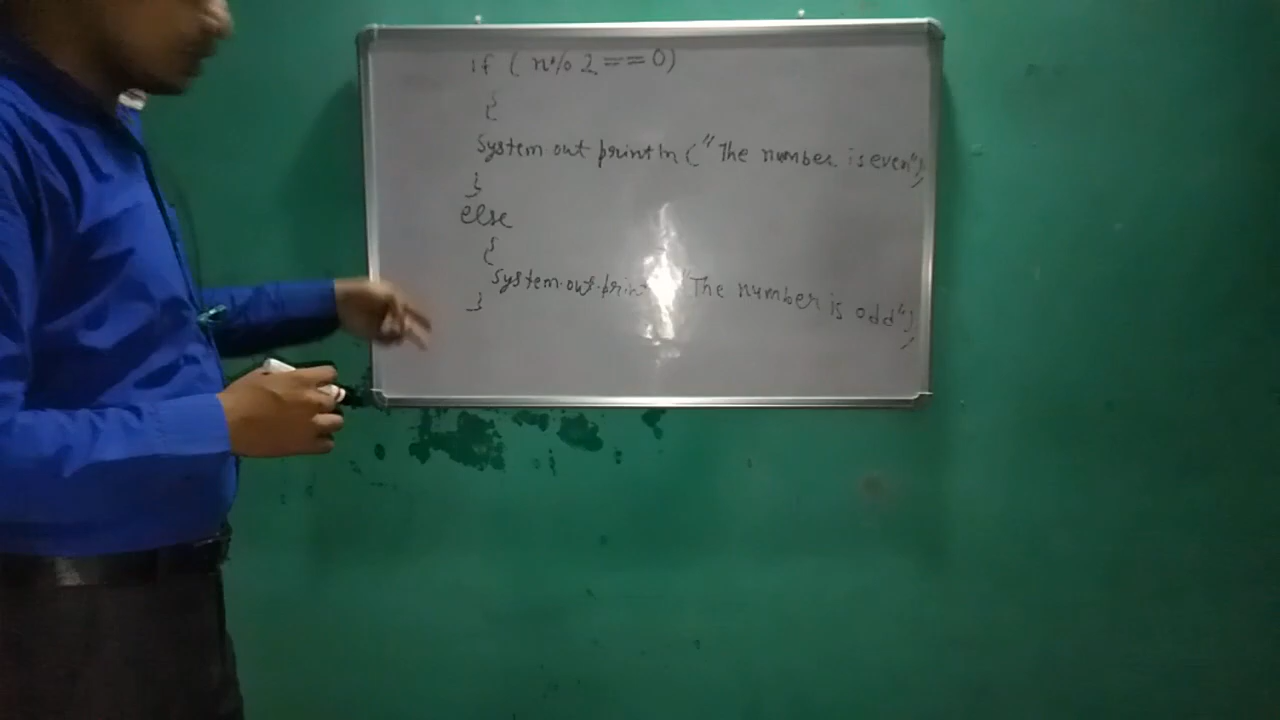 if ( n%2 == 0)
{
System out println ("The number is even");
}
else
{
System.out.print "The number is odd");
}